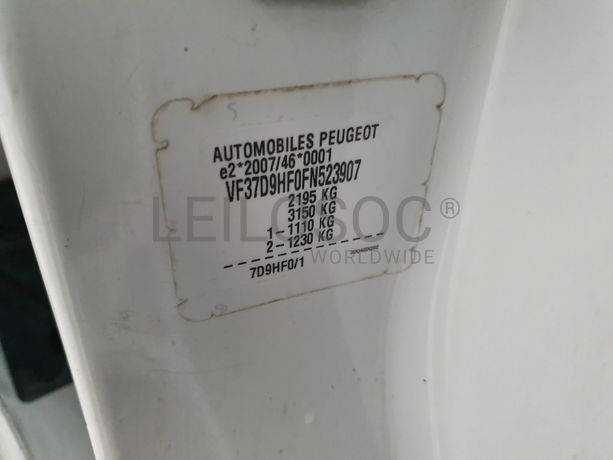 AUTOMOBILES PEUGEOT
e2*2007/46*0001
VF37D9HF0FN523907
2195 KG
3150 KG
1-1110 KG
2-1230 KG
7D9HF0/1
LEILOSOC®
WORLDWIDE